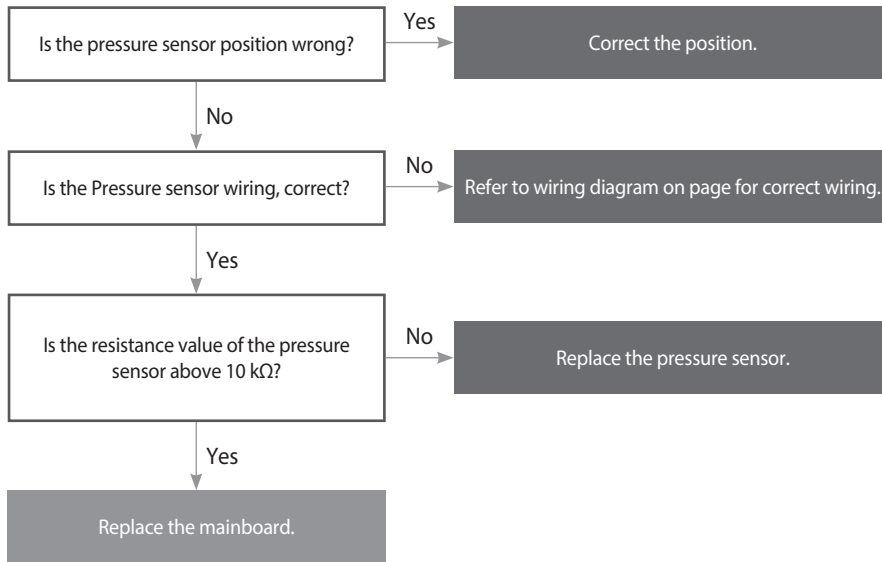 Is the pressure sensor position wrong?
Yes
Correct the position.
No
Is the Pressure sensor wiring, correct?
No
Refer to wiring diagram on page for correct wiring.
Yes
Is the resistance value of the pressure
sensor above 10 kΩ?
No
Replace the pressure sensor.
Yes
Replace the mainboard.